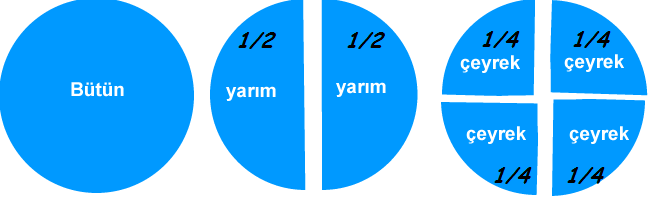 Bütün
1/2
yarım
1/2
yarım
1/4
çeyrek
1/4
çeyrek
çeyrek
1/4
çeyrek
1/4